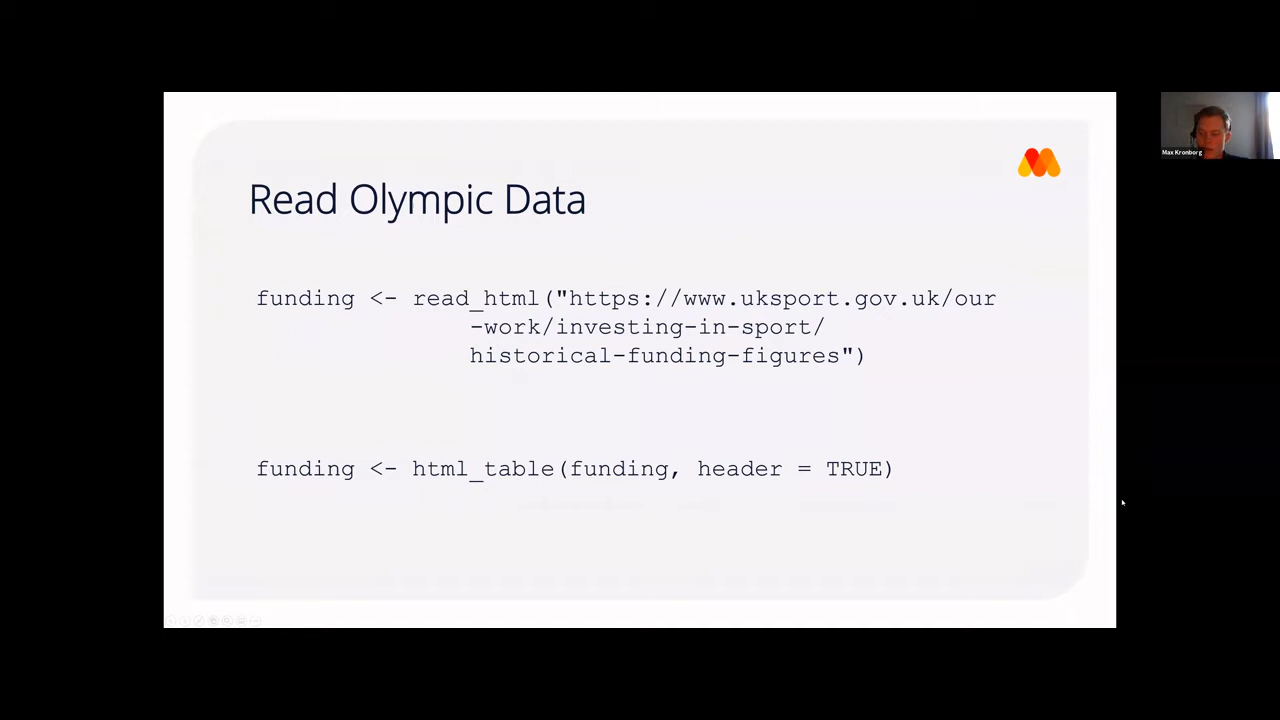 Read Olympic Data
funding <- read_html("https://www.uksport.gov.uk/our
-work/investing-in-sport/
historical-funding-figures")
funding <- html_table(funding, header = TRUE)
Max Kronborg